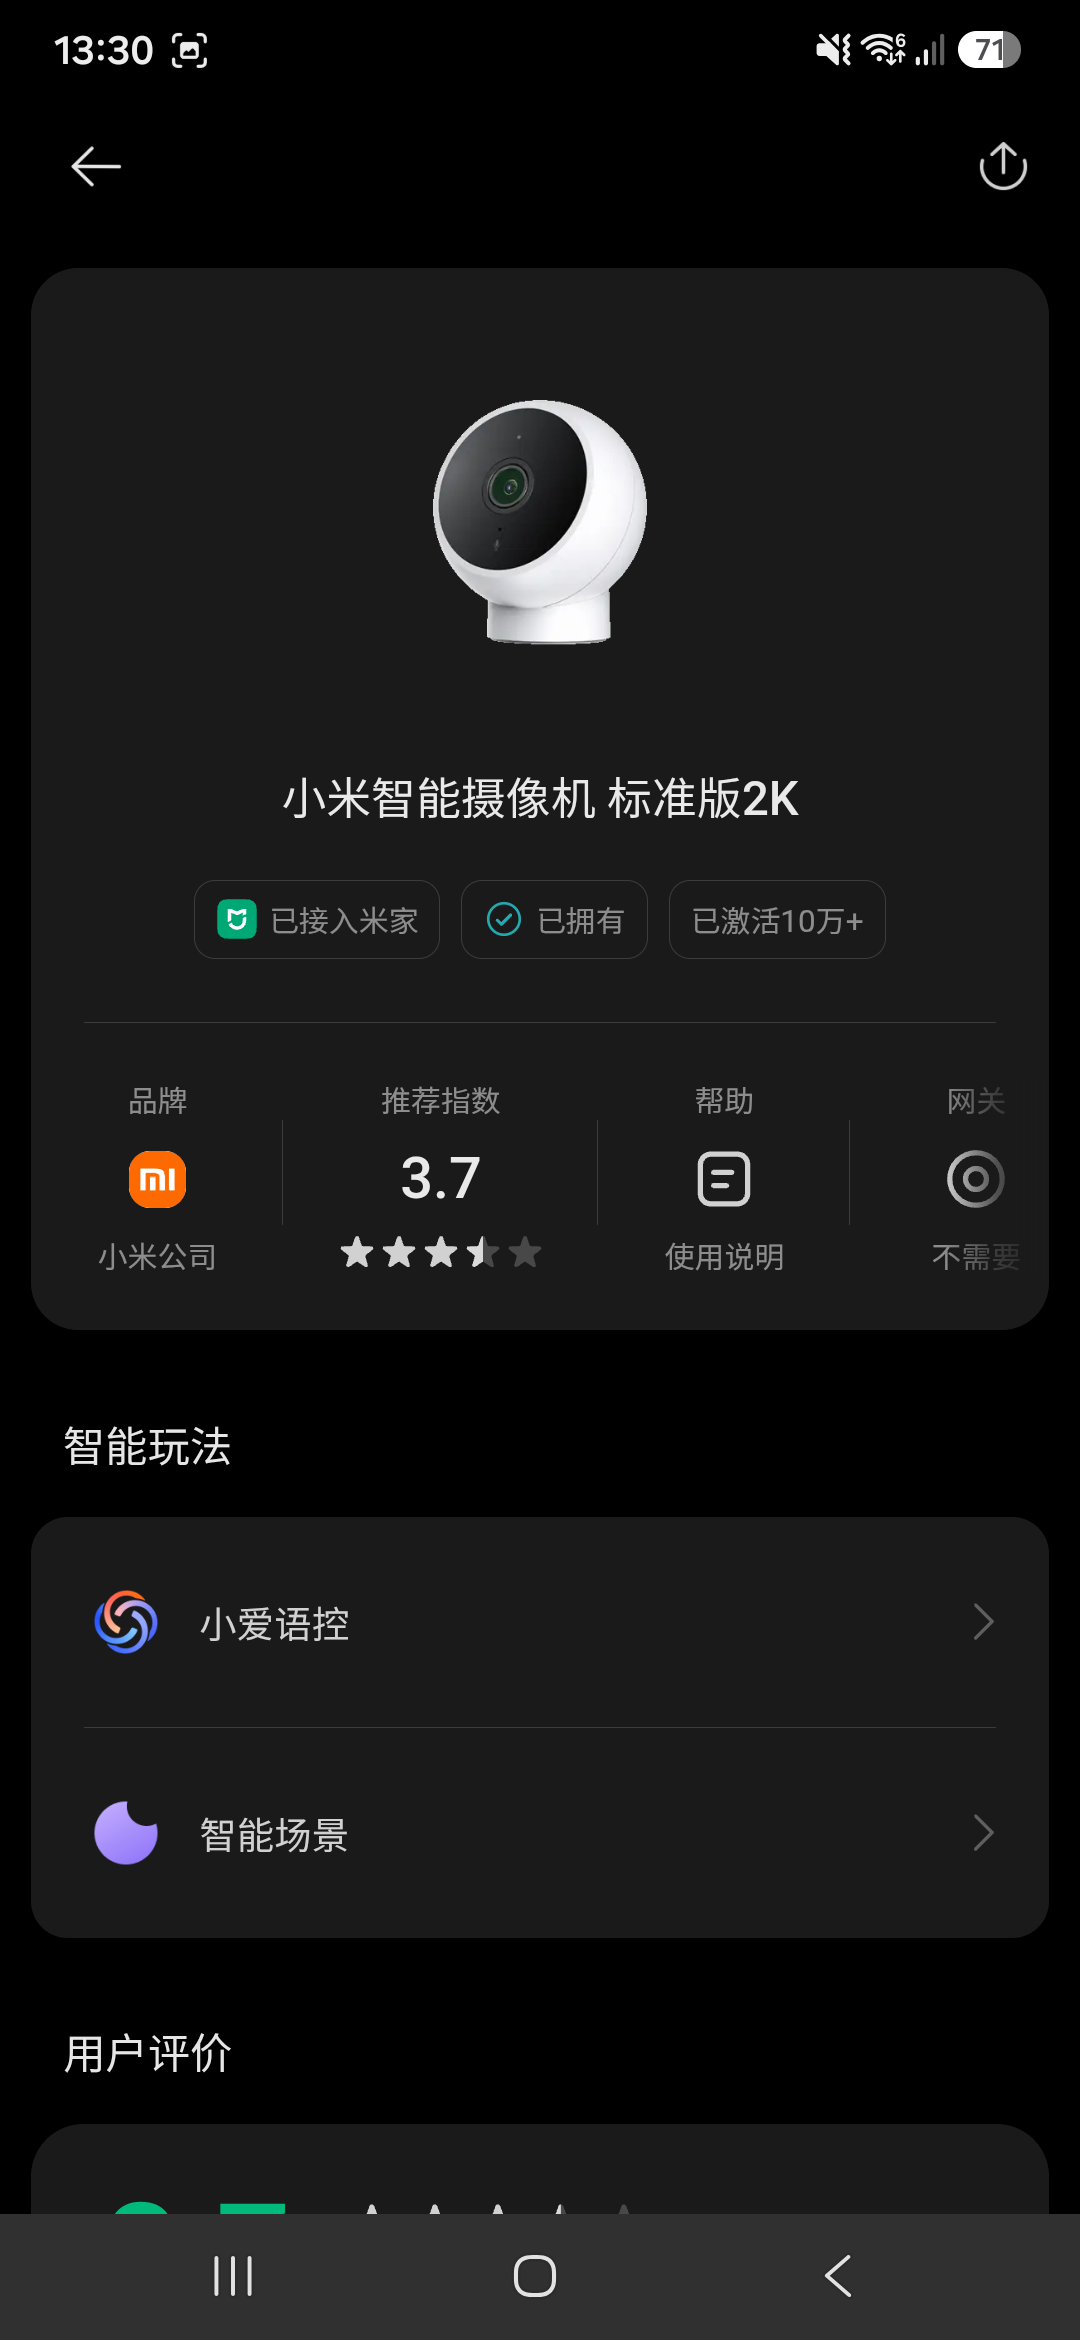 13:30
6
71
小米智能摄像机 标准版2K
已接入米家
已拥有
已激活10万+
品牌
推荐指数
帮助
网关
mi
3.7
小米公司
使用说明
不需要
智能玩法
小爱语控
智能场景
用户评价